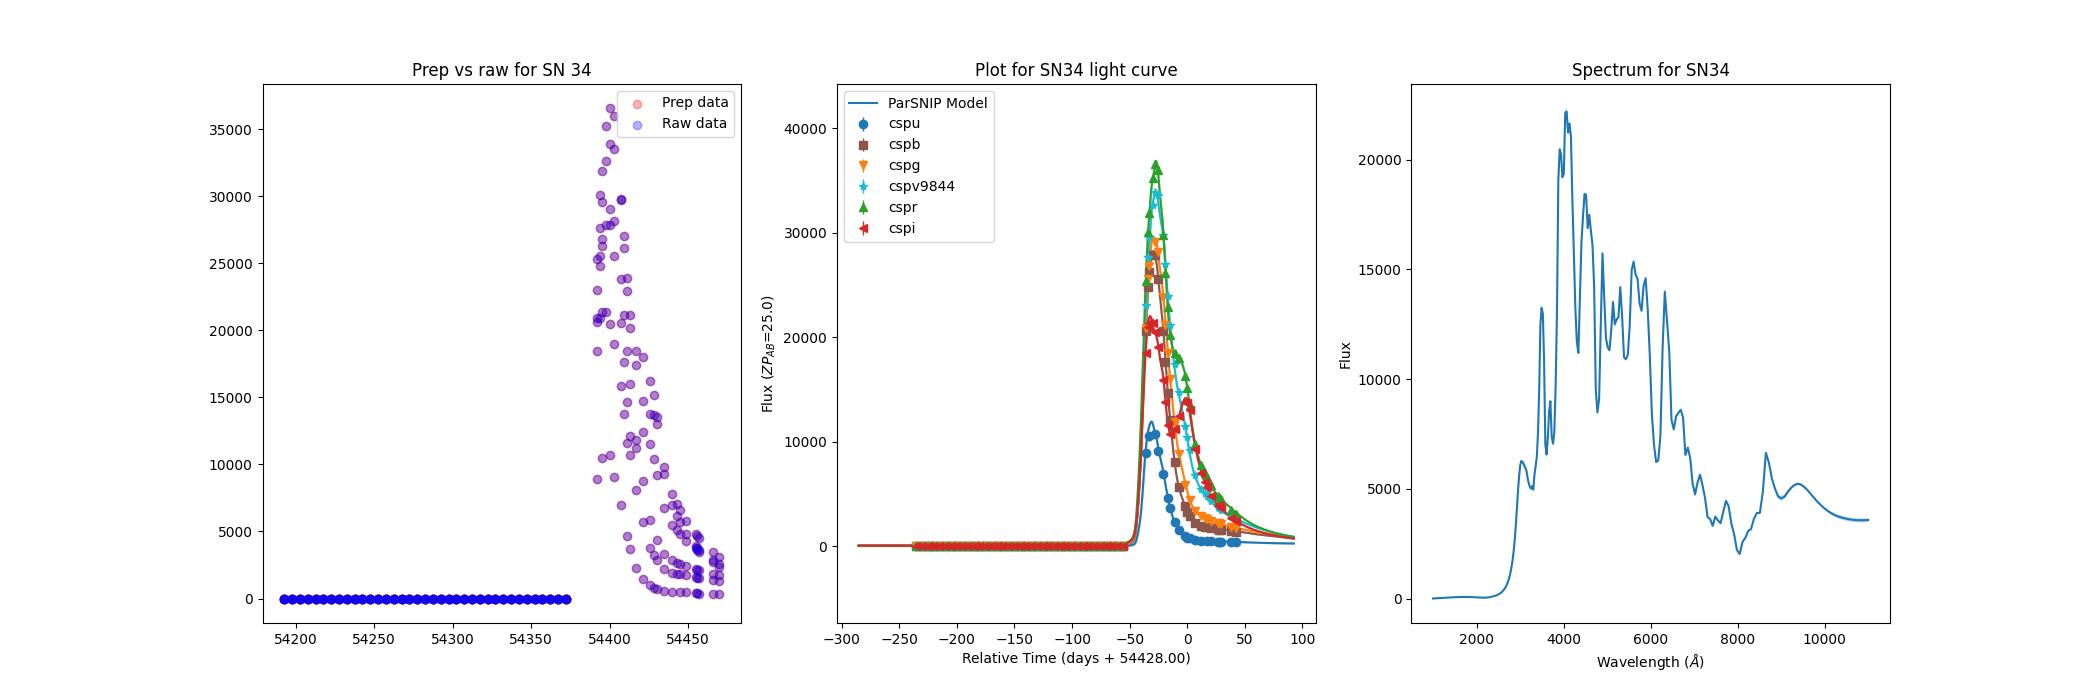 Prep vs raw for SN 34
Prep data
Raw data
35000
30000
25000
20000
15000
10000
5000
0
54200 54250 54300 54350 54400 54450
Plot for SN34 light curve
ParSNIP Model
cspu
cspb
cspg
cspv9844
cspr
cspi
Flux (ZP_AB=25.0)
40000
30000
20000
10000
0
−300 −250 −200 −150 −100 −50 0 50 100
Relative Time (days + 54428.00)
Spectrum for SN34
Flux
20000
15000
10000
5000
0
2000 4000 6000 8000 10000
Wavelength (Å)